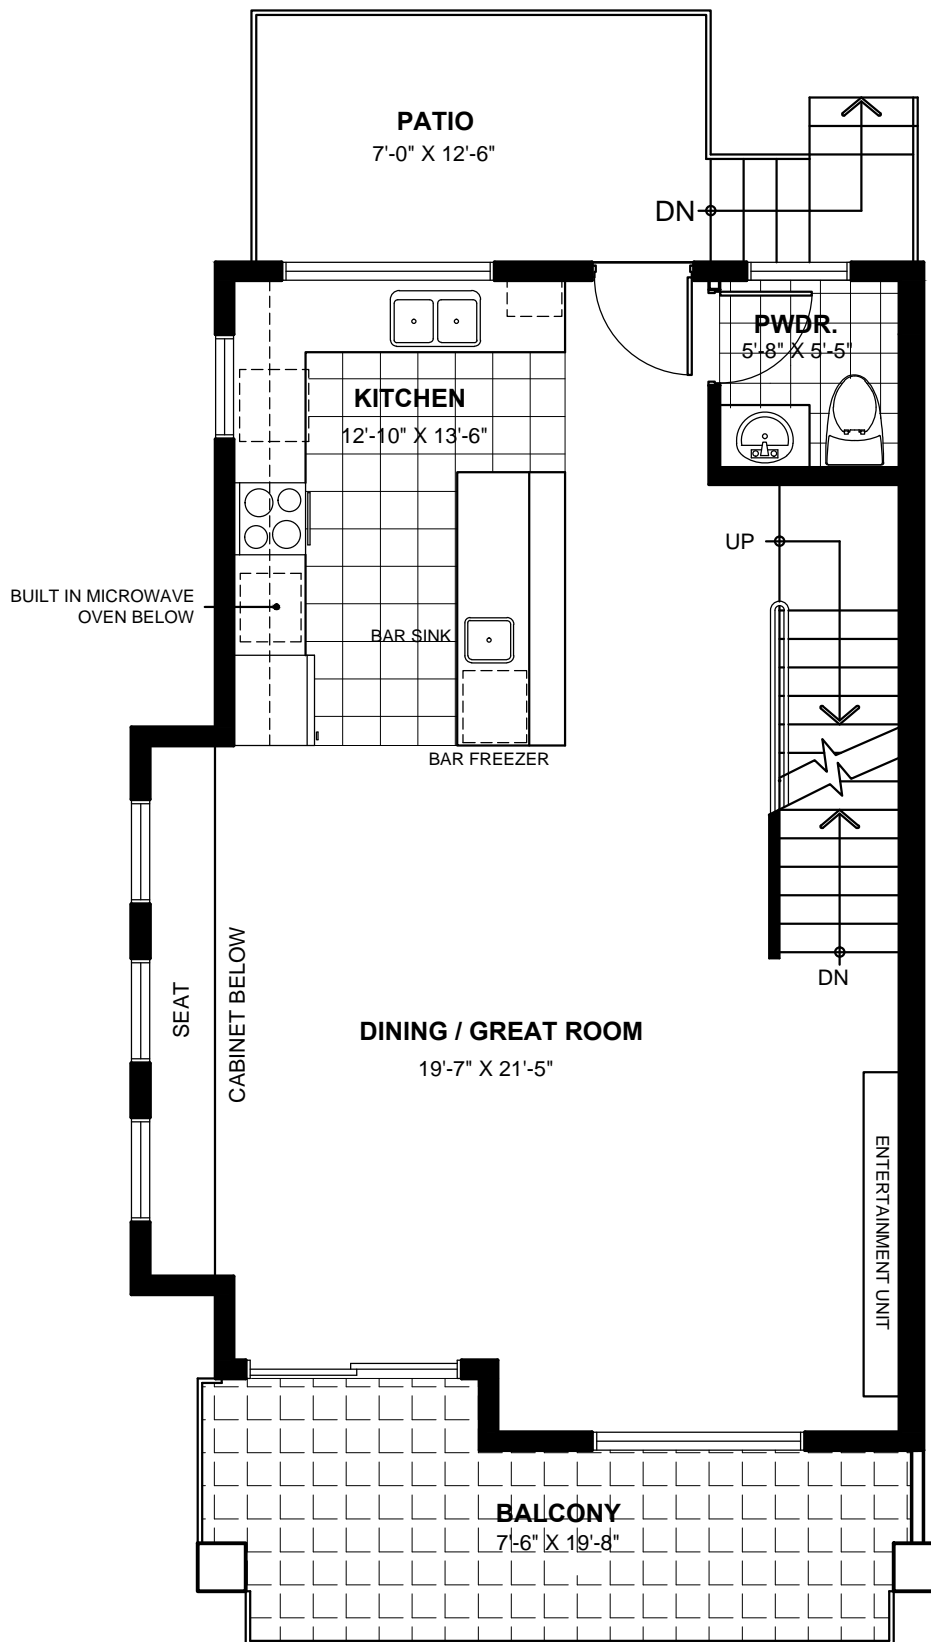 PATIO
7'-0" X 12'-6"
DN
PWDR.
5'-8" X 5'-5"
KITCHEN
12'-10" X 13'-6"
UP
BUILT IN MICROWAVE
OVEN BELOW
BAR SINK
BAR FREEZER
DN
SEAT
CABINET BELOW
DINING / GREAT ROOM
19'-7" X 21'-5"
ENTERTAINMENT UNIT
BALCONY
7'-6" X 19'-8"